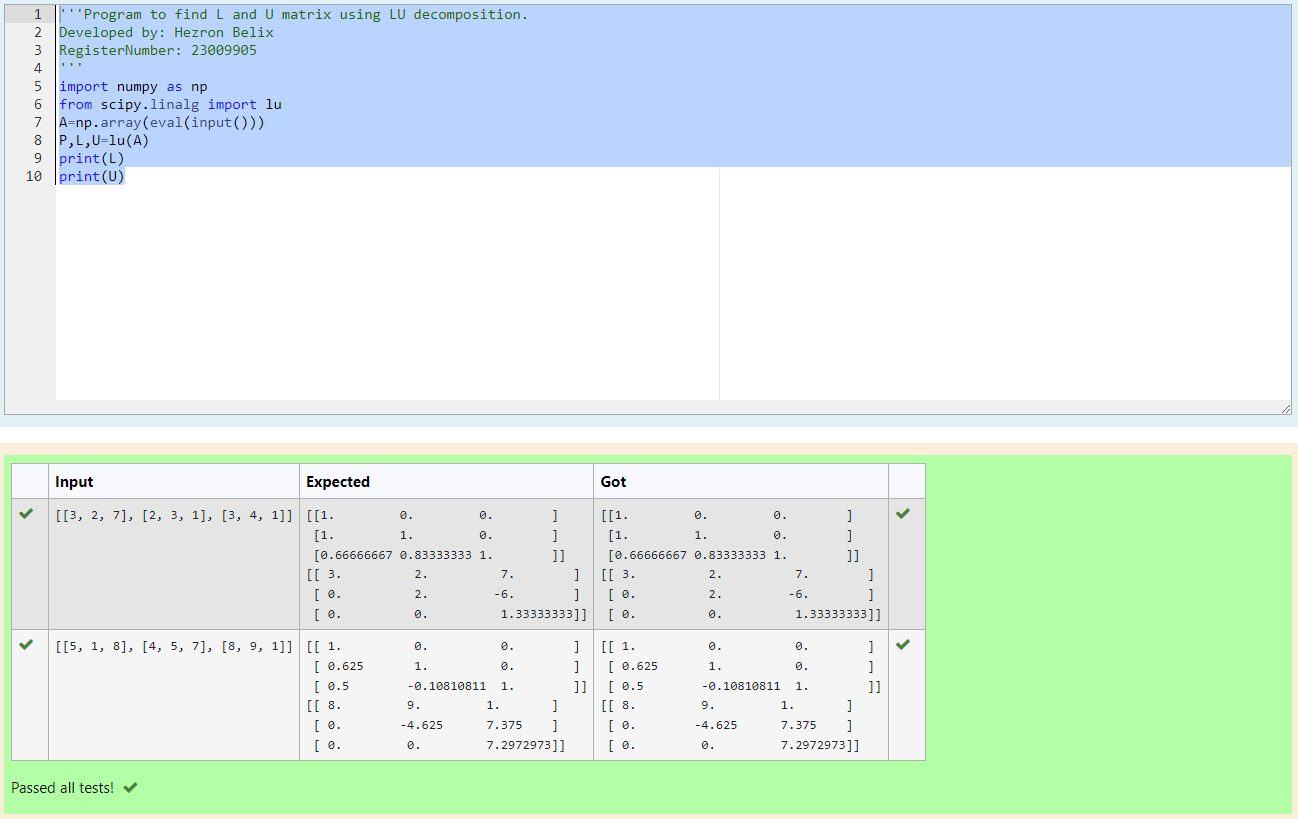 1 '''Program to find L and U matrix using LU decomposition.
2 Developed by: Hezron Belix
3 RegisterNumber: 23009905
4 '''
5 import numpy as np
6 from scipy.linalg import lu
7 A=np.array(eval(input()))
8 P,L,U=lu(A)
9 print(L)
10 print(U)
Input Expected Got
[[3, 2, 7], [2, 3, 1], [3, 4, 1]] [[1. 0. 0. ] [[1. 0. 0. ]
[1. 1. 0. ] [1. 1. 0. ]
[0.66666667 0.83333333 1. ]] [0.66666667 0.83333333 1. ]]
[[ 3. 2. 7. ] [[ 3. 2. 7. ]
[ 0. 2. -6. ] [ 0. 2. -6. ]
[ 0. 0. 1.33333333]] [ 0. 0. 1.33333333]]
[[5, 1, 8], [4, 5, 7], [8, 9, 1]] [[ 1. 0. 0. ] [[ 1. 0. 0. ]
[ 0.625 1. 0. ] [ 0.625 1. 0. ]
[ 0.5 -0.10810811 1. ]] [ 0.5 -0.10810811 1. ]]
[[ 8. 9. 1. ] [[ 8. 9. 1. ]
[ 0. -4.625 7.375 ] [ 0. -4.625 7.375 ]
[ 0. 0. 7.2972973]] [ 0. 0. 7.2972973]]
Passed all tests!